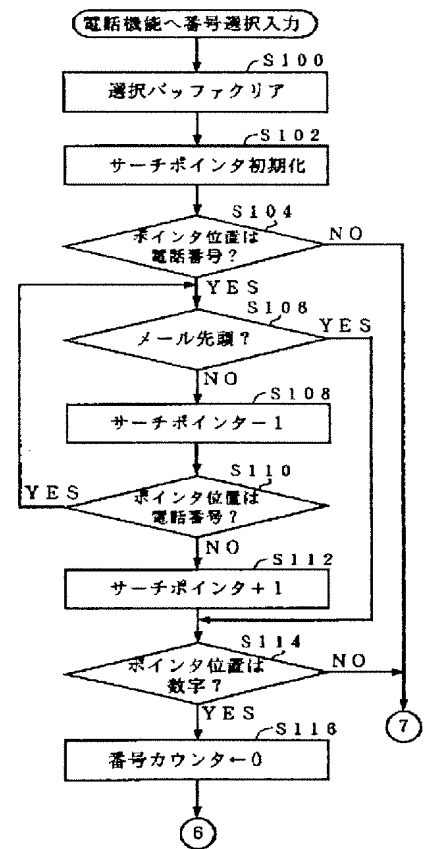 電話機能へ番号選択入力
S100
選択バッファクリア
S102
サーチポインタ初期化
S104
ポインタ位置は
電話番号?
NO
YES
S106
メール先頭?
YES
NO
S108
サーチポインター1
S110
ポインタ位置は
電話番号?
YES
NO
S112
サーチポインタ+1
S114
ポインタ位置は
数字?
NO
YES
S116
番号カウンタ←0
7
6